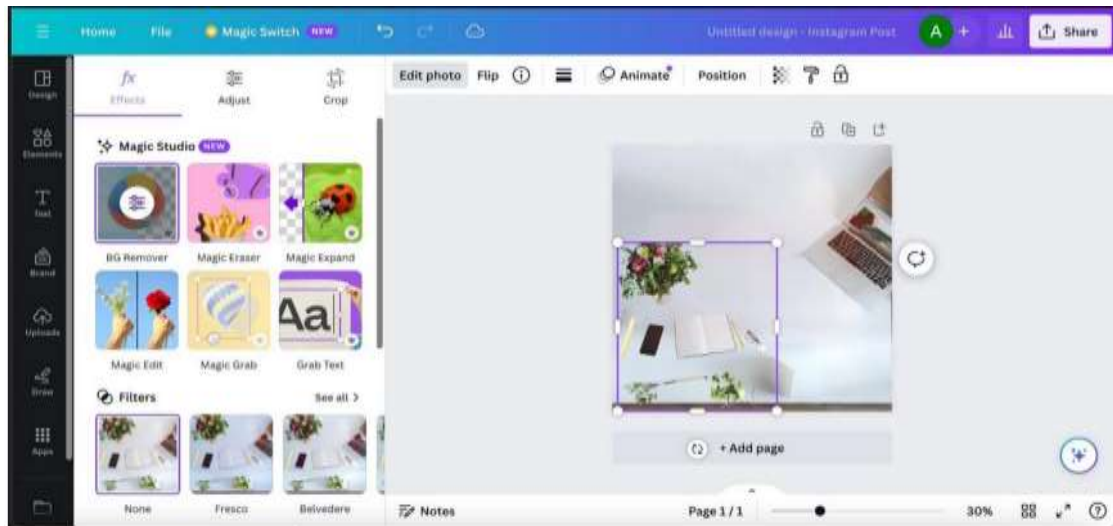 Home File Magic Switch NEW Untitled design - Instagram Post A + Share
Design
Elements
Text
Brand
Uploads
Draw
Apps
fx
Effects Adjust Crop
Magic Studio NEW
BG Remover Magic Eraser Magic Expand
Aa
Magic Edit Magic Grab Grab Text
Filters See all >
None Fresco Belvedere
Edit photo Flip Animate Position
+ Add page
Notes Page 1 / 1 30%